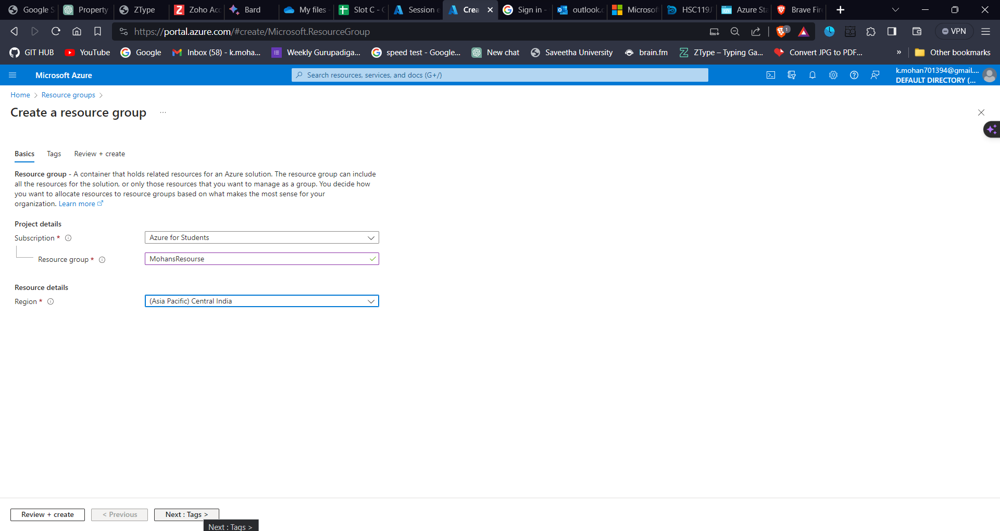 Google S
Property
ZType
Zoho Acc
Bard
My files -
Slot C - C
Session e
Crea
Sign in -
outlook.c
Microsof
HSC119J
Azure Sta
Brave Fire
https://portal.azure.com/#create/Microsoft.ResourceGroup
1
VPN
GIT HUB
YouTube
Google
Inbox (58) - k.moha...
Weekly Gurupadiga...
speed test - Google...
New chat
Saveetha University
brain.fm
ZType – Typing Ga...
Convert JPG to PDF...
»
Other bookmarks
Microsoft Azure
Search resources, services, and docs (G+/)
k.mohan701394@gmail....
DEFAULT DIRECTORY (...
Home > Resource groups >
Create a resource group ...
Basics Tags Review + create
Resource group - A container that holds related resources for an Azure solution. The resource group can include
all the resources for the solution, or only those resources that you want to manage as a group. You decide how
you want to allocate resources to resource groups based on what makes the most sense for your
organization. Learn more
Project details
Subscription *
Azure for Students
Resource group *
MohansResourse
Resource details
Region *
(Asia Pacific) Central India
Review + create
< Previous
Next : Tags >
Next : Tags >